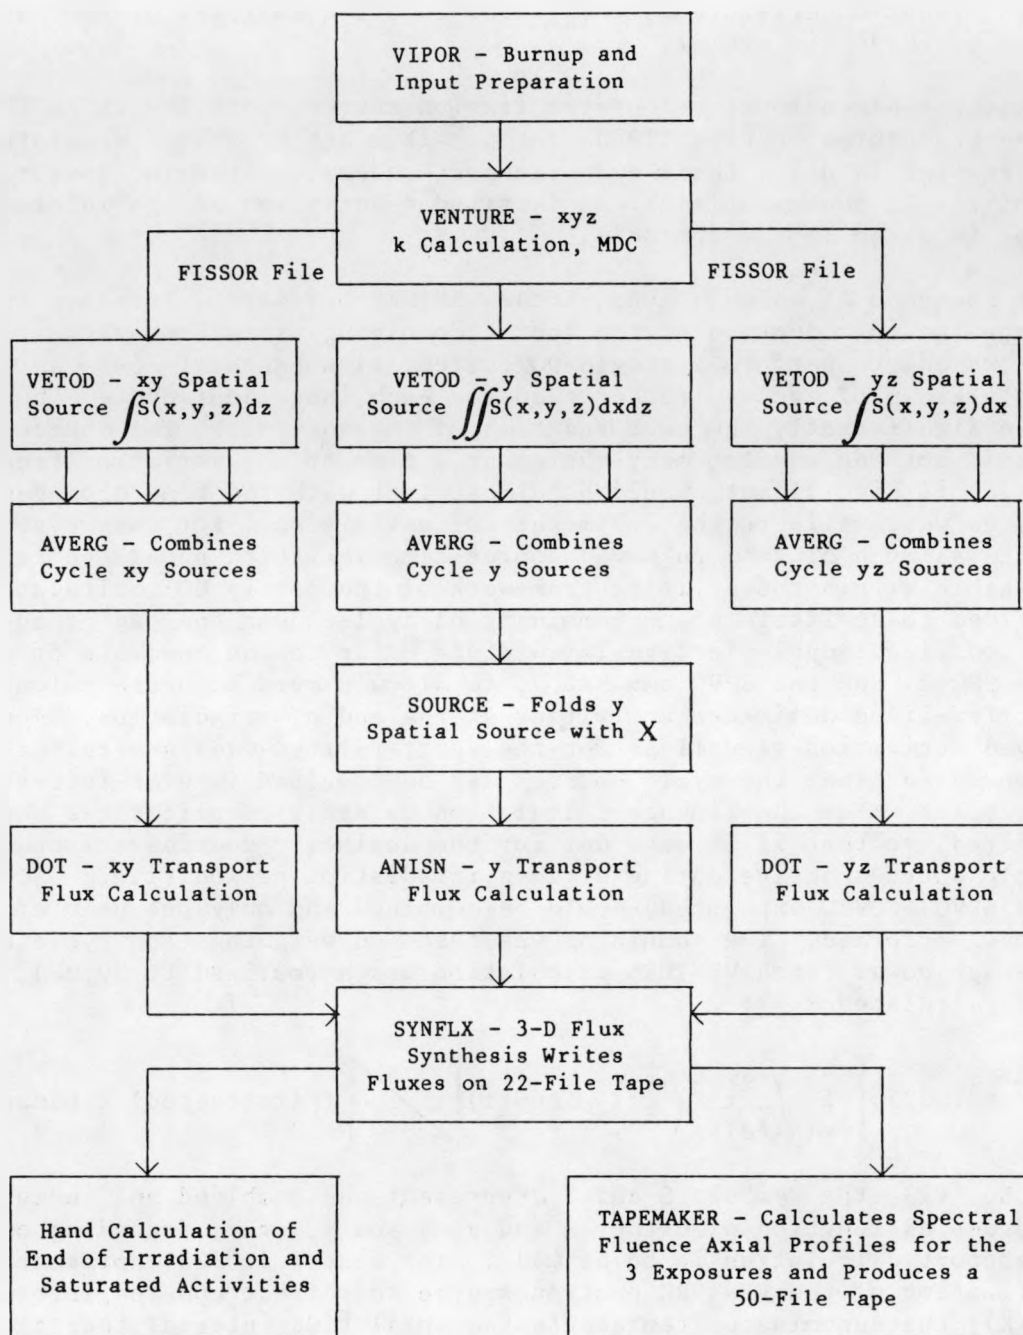 VIPOR – Burnup and
Input Preparation
VENTURE – xyz
k Calculation, MDC
FISSOR File
FISSOR File
VETOD – xy Spatial
Source ∫S(x,y,z)dz
VETOD – y Spatial
Source ∬S(x,y,z)dxdz
VETOD – yz Spatial
Source ∫S(x,y,z)dx
AVERG – Combines
Cycle xy Sources
AVERG – Combines
Cycle y Sources
AVERG – Combines
Cycle yz Sources
SOURCE – Folds y
Spatial Source with X
DOT – xy Transport
Flux Calculation
ANISN – y Transport
Flux Calculation
DOT – yz Transport
Flux Calculation
SYNFLX – 3-D Flux
Synthesis Writes
Fluxes on 22-File Tape
Hand Calculation of
End of Irradiation and
Saturated Activities
TAPEMAKER – Calculates Spectral
Fluence Axial Profiles for the
3 Exposures and Produces a
50-File Tape